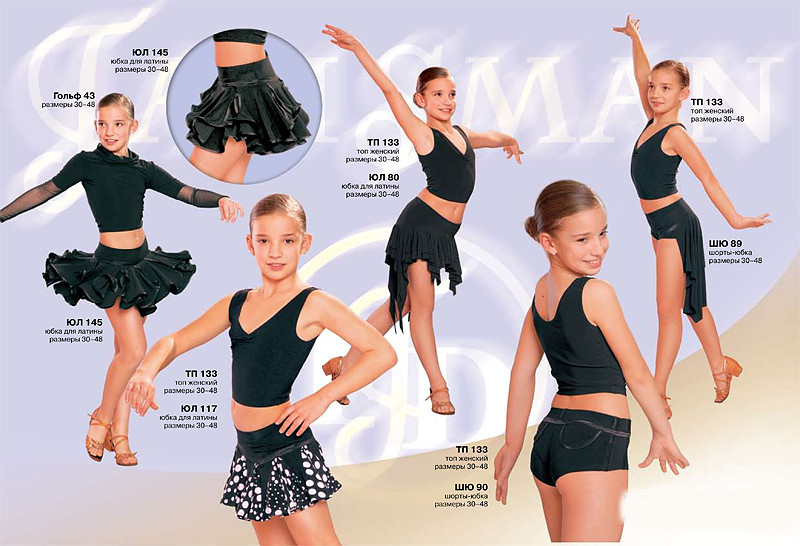 TALISMAN
ЮЛ 145
юбка для латины
размеры 30–48
Гольф 43
размеры 30–48
ТП 133
топ женский
размеры 30–48
ЮЛ 80
юбка для латины
размеры 30–48
ТП 133
топ женский
размеры 30–48
ШЮ 89
шорты-юбка
размеры 30–48
ЮЛ 145
юбка для латины
размеры 30–48
ТП 133
топ женский
размеры 30–48
ЮЛ 117
юбка для латины
размеры 30–48
ТП 133
топ женский
размеры 30–48
ШЮ 90
шорты-юбка
размеры 30–48